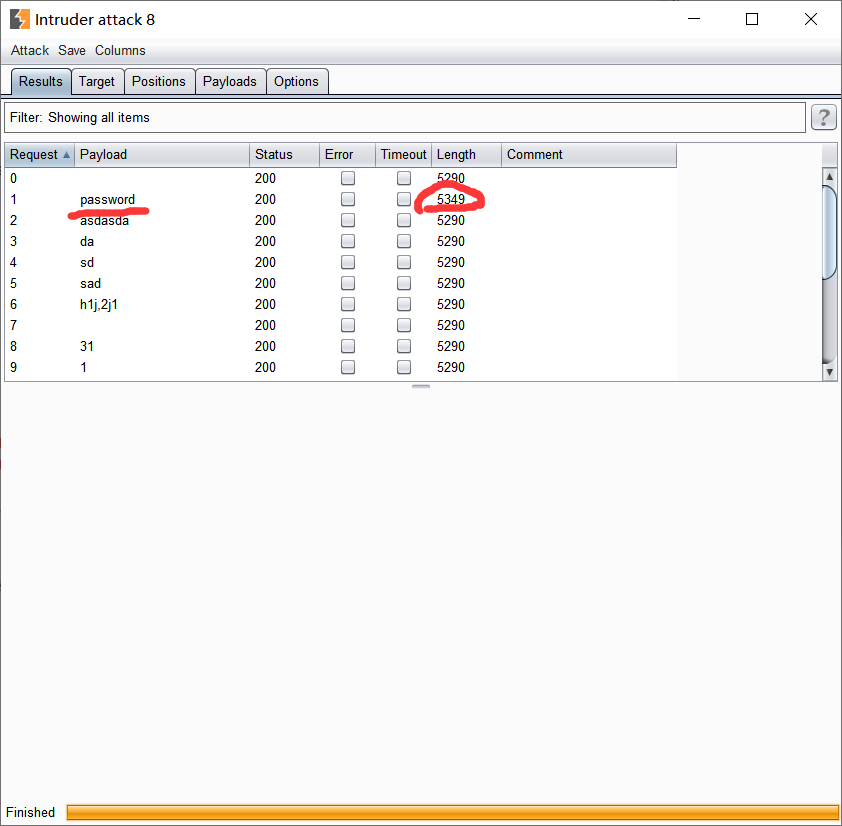 Intruder attack 8
Attack Save Columns
Results Target Positions Payloads Options
Filter: Showing all items ?
Request Payload Status Error Timeout Length Comment
0 200 5290
1 password 200 5349
2 asdasda 200 5290
3 da 200 5290
4 sd 200 5290
5 sad 200 5290
6 h1j,2j1 200 5290
7 200 5290
8 31 200 5290
9 1 200 5290
Finished